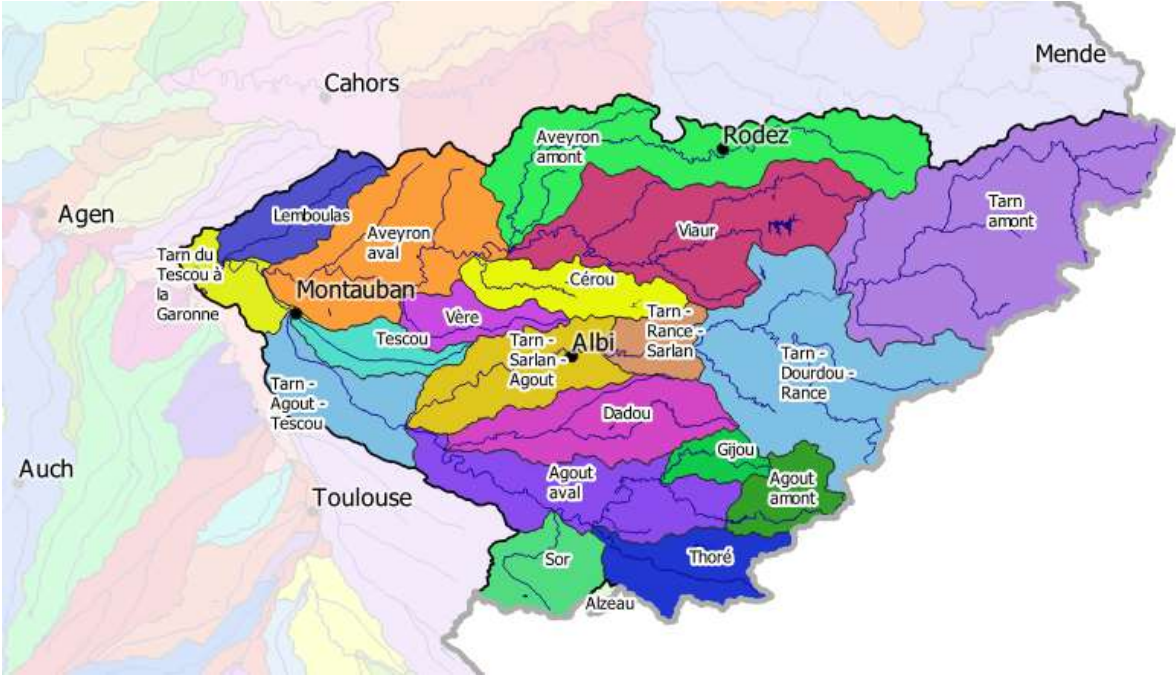 Mende
Cahors
Rodez
Aveyron
amont
Agen
Lemboulas
Tarn
amont
Aveyron
aval
Viaur
Tarn du
Tescou à
la
Garonne
Cérou
Montauban
Vère
Tarn -
Rance -
Sarlan
Tescou
Tarn -
Sarlan -
Agout
Albi
Tarn -
Dourdou -
Rance
Tarn -
Agout -
Tescou
Dadou
Gijou
Auch
Agout
aval
Agout
amont
Toulouse
Sor
Thoré
Alzeau